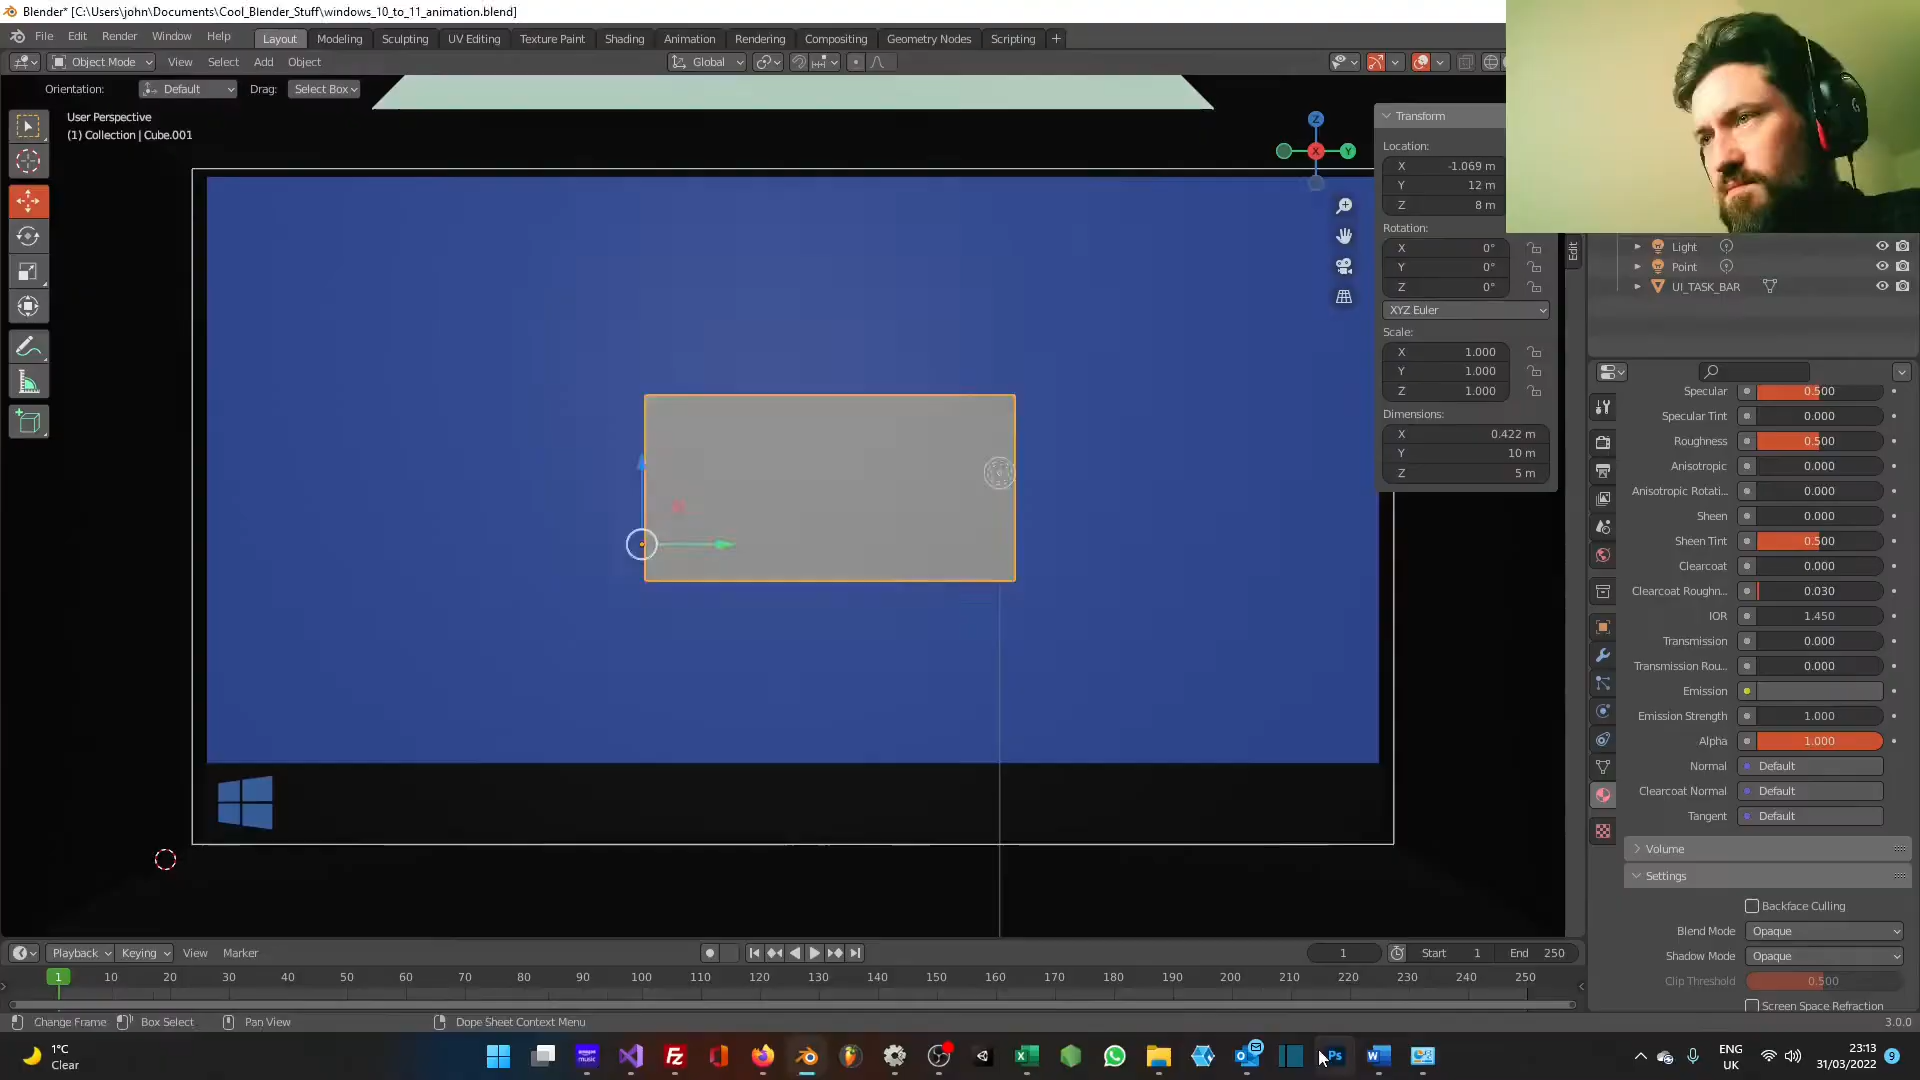 Blender* [C:\Users\john\Documents\Cool_Blender_Stuff\windows_10_to_11_animation.blend]
File Edit Render Window Help Layout Modeling Sculpting UV Editing Texture Paint Shading Animation Rendering Compositing Geometry Nodes Scripting +
Object Mode View Select Add Object Global
Orientation: Default Drag: Select Box
User Perspective
(1) Collection | Cube.001
Z
X
Y
Transform
Location:
X -1.069 m
Y 12 m
Z 8 m
Rotation:
X 0°
Y 0°
Z 0°
XYZ Euler
Scale:
X 1.000
Y 1.000
Z 1.000
Dimensions:
X 0.422 m
Y 10 m
Z 5 m
Edit
Light
Point
UI_TASK_BAR
Specular 0.500
Specular Tint 0.000
Roughness 0.500
Anisotropic 0.000
Anisotropic Rotati... 0.000
Sheen 0.000
Sheen Tint 0.500
Clearcoat 0.000
Clearcoat Roughn... 0.030
IOR 1.450
Transmission 0.000
Transmission Rou... 0.000
Emission
Emission Strength 1.000
Alpha 1.000
Normal Default
Clearcoat Normal Default
Tangent Default
Volume
Settings
Backface Culling
Blend Mode Opaque
Shadow Mode Opaque
Clip Threshold 0.500
Screen Space Refraction
Playback Keying View Marker 1 Start 1 End 250
1 10 20 30 40 50 60 70 80 90 100 110 120 130 140 150 160 170 180 190 200 210 220 230 240 250
Change Frame Box Select Pan View Dope Sheet Context Menu 3.0.0
1°C
Clear
music
Ps
ENG
UK
23:13
31/03/2022
9